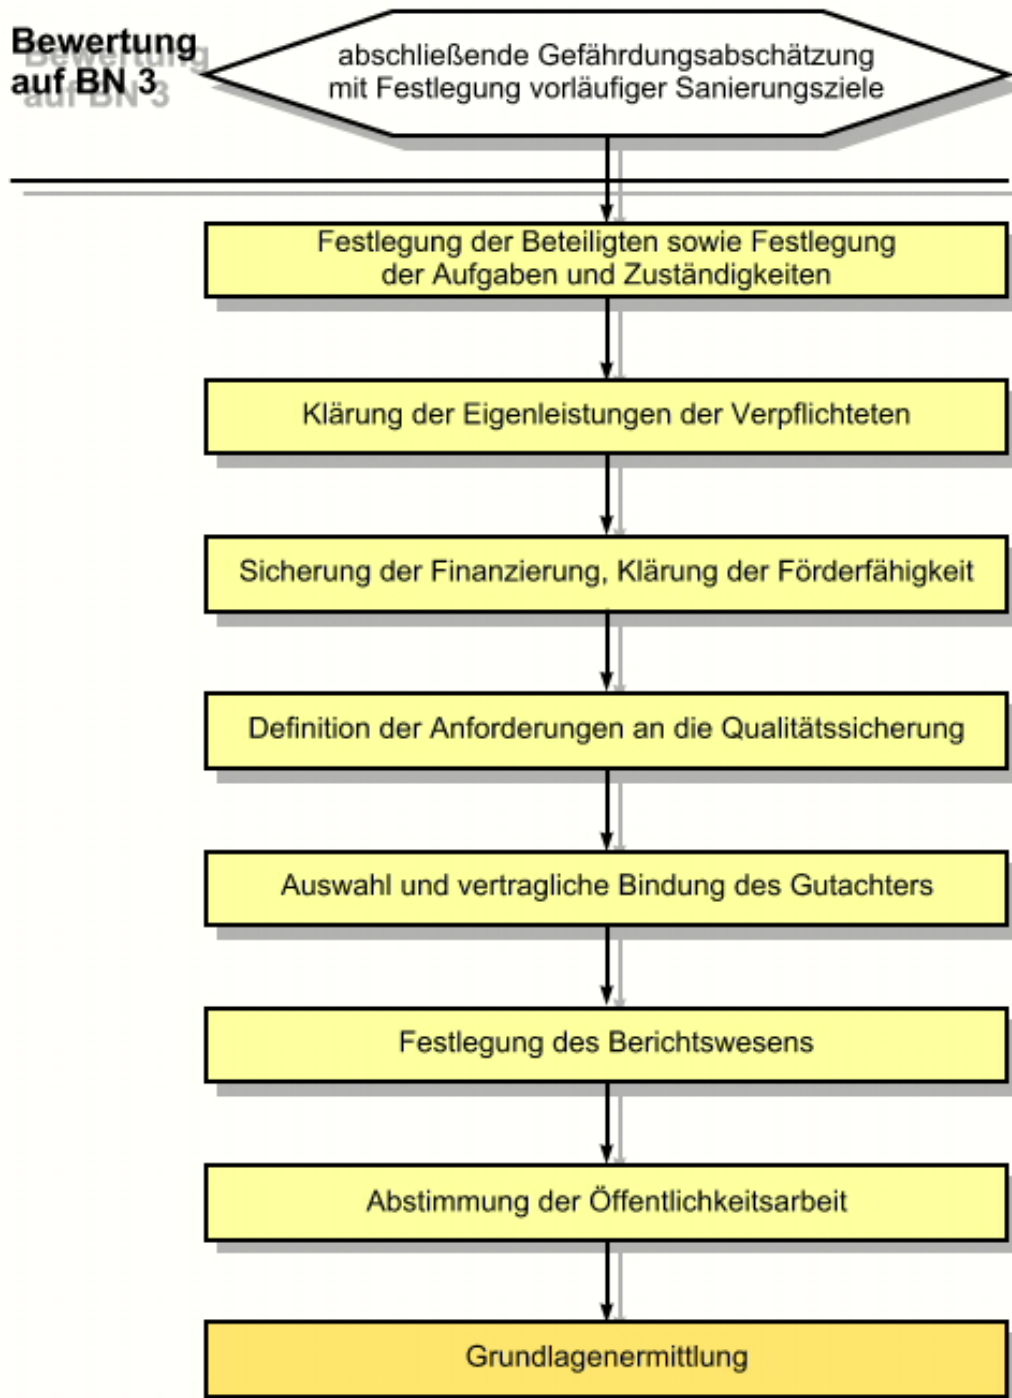 Bewertung
auf BN 3
abschließende Gefährdungsabschätzung
mit Festlegung vorläufiger Sanierungsziele
Festlegung der Beteiligten sowie Festlegung
der Aufgaben und Zuständigkeiten
Klärung der Eigenleistungen der Verpflichteten
Sicherung der Finanzierung, Klärung der Förderfähigkeit
Definition der Anforderungen an die Qualitätssicherung
Auswahl und vertragliche Bindung des Gutachters
Festlegung des Berichtswesens
Abstimmung der Öffentlichkeitsarbeit
Grundlagenermittlung